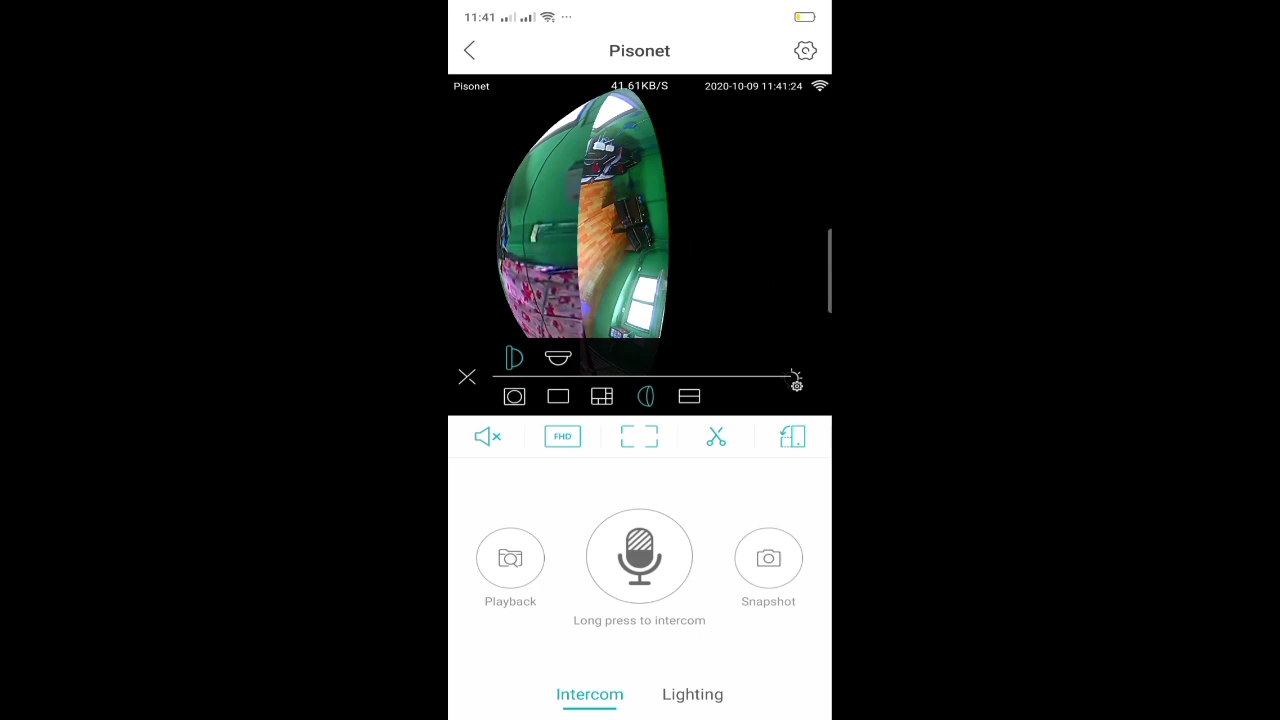 11:41 ...
Pisonet
Pisonet 41.61KB/S 2020-10-09 11:41:24
FHD
Playback
Long press to intercom
Snapshot
Intercom Lighting